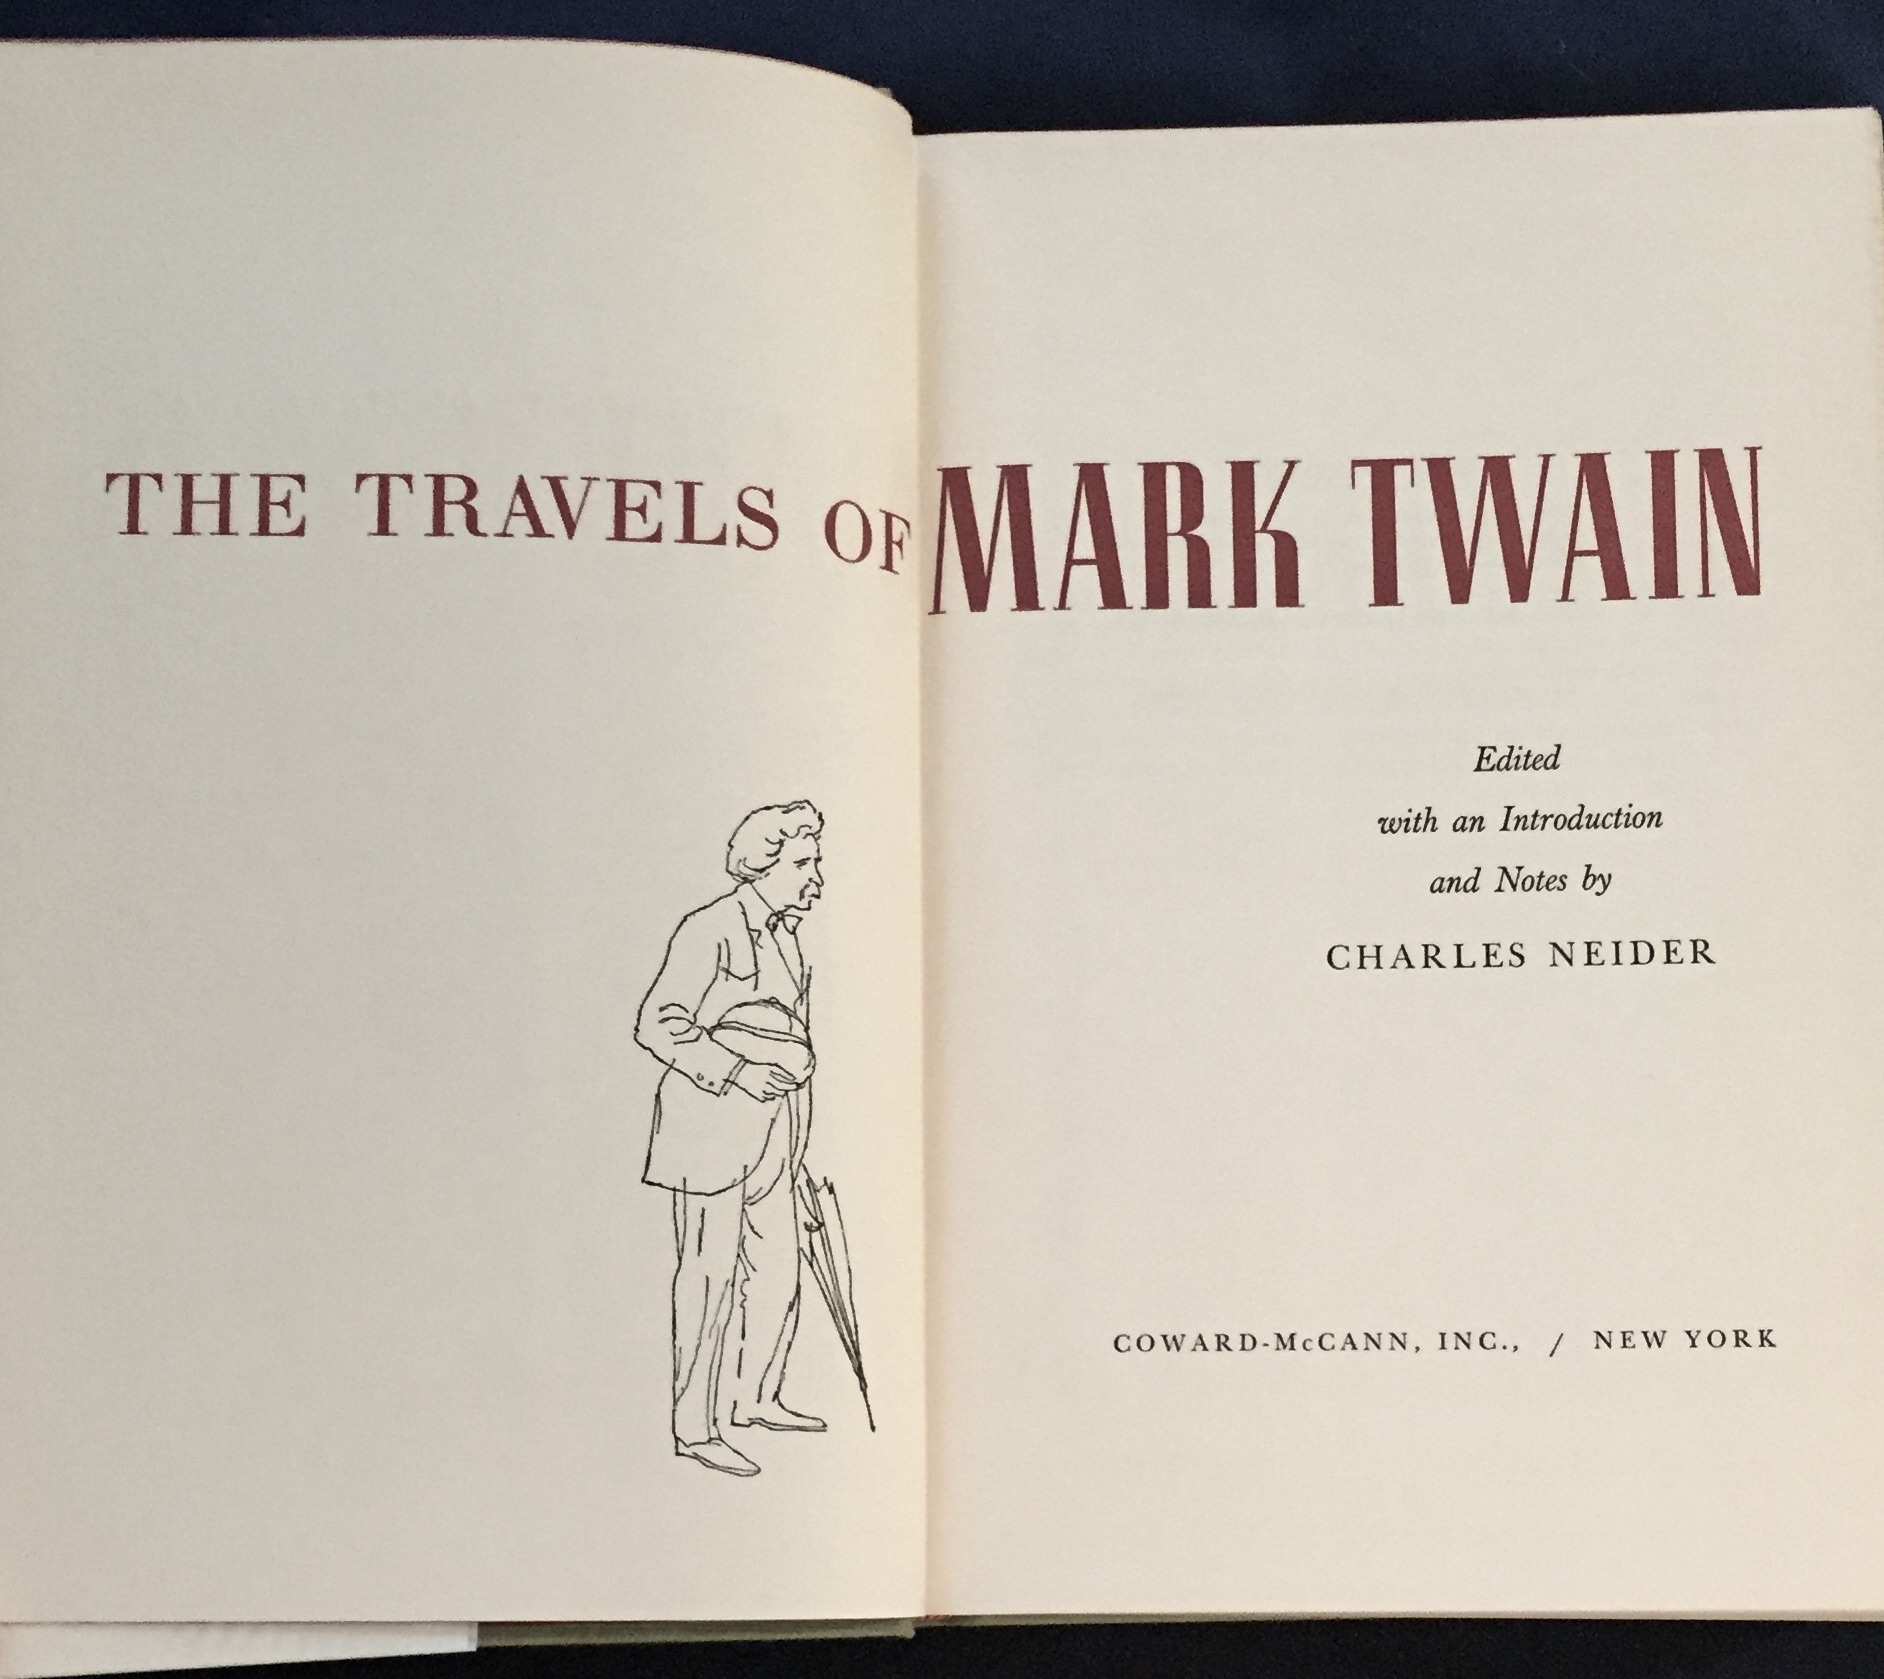 THE TRAVELS OF MARK TWAIN
Edited
with an Introduction
and Notes by
CHARLES NEIDER
COWARD-McCANN, INC., / NEW YORK